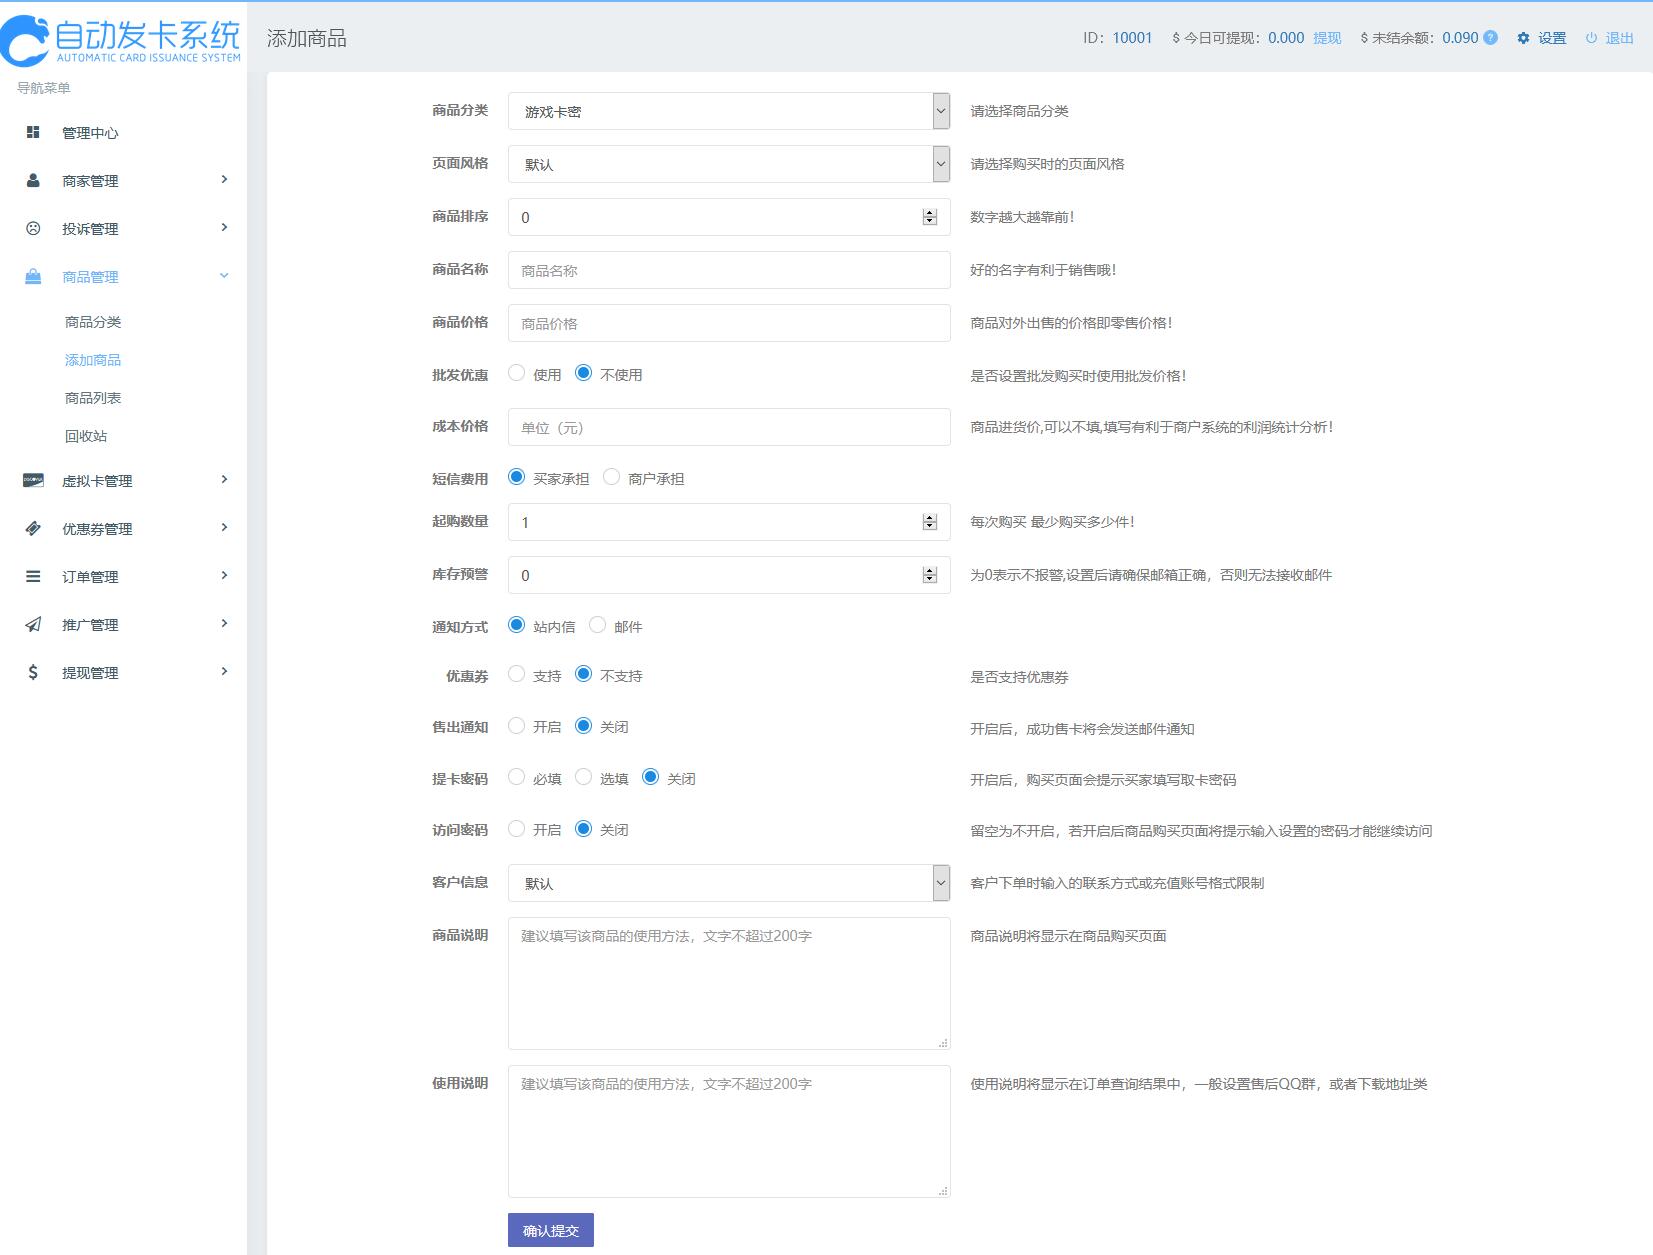 自动发卡系统
AUTOMATIC CARD ISSUANCE SYSTEM
导航菜单
管理中心
商家管理
投诉管理
商品管理
商品分类
添加商品
商品列表
回收站
虚拟卡管理
优惠券管理
订单管理
推广管理
提现管理
添加商品
ID：10001 $ 今日可提现：0.000 提现 $ 未结余额：0.090 设置 退出
商品分类 游戏卡密 请选择商品分类
页面风格 默认 请选择购买时的页面风格
商品排序 0 数字越大越靠前！
商品名称 商品名称 好的名字有利于销售哦！
商品价格 商品价格 商品对外出售的价格即零售价格！
批发优惠 使用 不使用 是否设置批发购买时使用批发价格！
成本价格 单位（元） 商品进货价,可以不填,填写有利于商户系统的利润统计分析！
短信费用 买家承担 商户承担
起购数量 1 每次购买 最少购买多少件！
库存预警 0 为0表示不报警,设置后请确保邮箱正确，否则无法接收邮件
通知方式 站内信 邮件
优惠券 支持 不支持 是否支持优惠券
售出通知 开启 关闭 开启后，成功售卡将会发送邮件通知
提卡密码 必填 选填 关闭 开启后，购买页面会提示买家填写取卡密码
访问密码 开启 关闭 留空为不开启，若开启后商品购买页面将提示输入设置的密码才能继续访问
客户信息 默认 客户下单时输入的联系方式或充值账号格式限制
商品说明 建议填写该商品的使用方法，文字不超过200字 商品说明将显示在商品购买页面
使用说明 建议填写该商品的使用方法，文字不超过200字 使用说明将显示在订单查询结果中，一般设置售后QQ群，或者下载地址类
确认提交